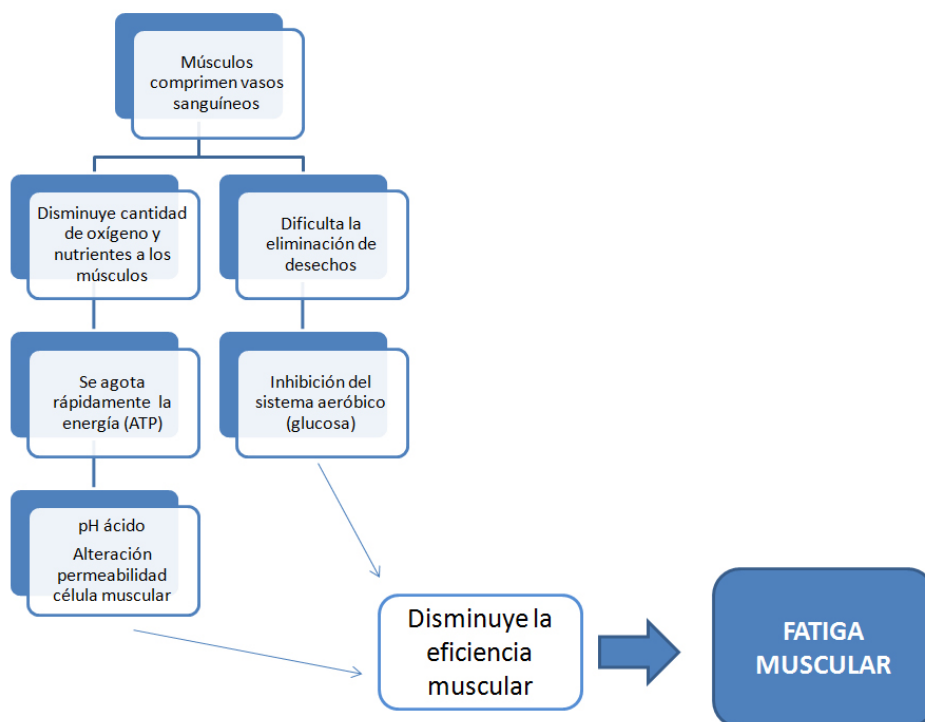 Músculos
comprimen vasos
sanguíneos
Disminuye cantidad
de oxígeno y
nutrientes a los
músculos
Dificulta la
eliminación de
desechos
Se agota
rápidamente la
energía (ATP)
Inhibición del
sistema aeróbico
(glucosa)
pH ácido
Alteración
permeabilidad
célula muscular
Disminuye la
eficiencia
muscular
FATIGA
MUSCULAR